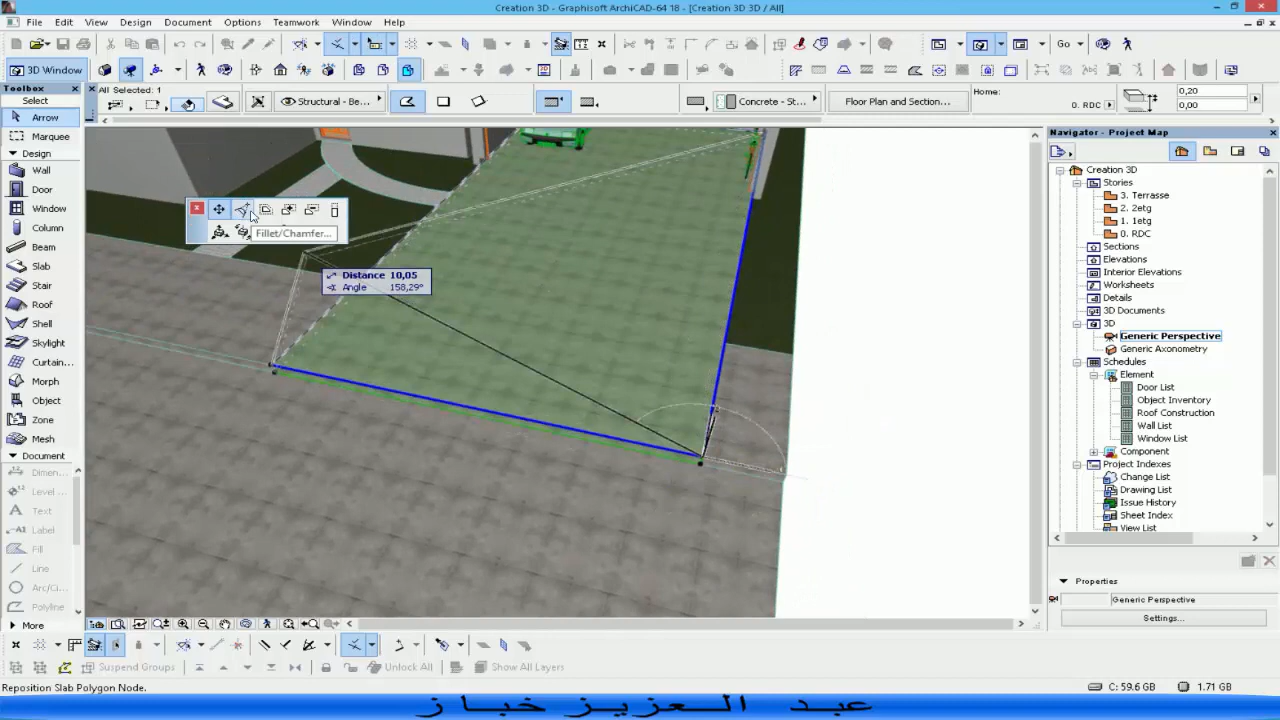 Creation 3D - Graphisoft ArchiCAD-64 18 - [Creation 3D 3D / All]
File Edit View Design Document Options Teamwork Window Help
Go
3D Window
Toolbox
All Selected: 1
Select
Structural - Be...
Concrete - St...
Floor Plan and Section...
Home:
0. RDC
0,20
0,00
Arrow
Marquee
Design
Wall
Door
Window
Column
Beam
Slab
Stair
Roof
Shell
Skylight
Curtain...
Morph
Object
Zone
Mesh
Document
Dimen...
Level ...
Text
Label
Fill
Line
Arc/Ci...
Polyline
More
Fillet/Chamfer...
Distance 10,05
Angle 158,29°
Navigator - Project Map
Creation 3D
Stories
3. Terrasse
2. 2etg
1. 1etg
0. RDC
Sections
Elevations
Interior Elevations
Worksheets
Details
3D Documents
3D
Generic Perspective
Generic Axonometry
Schedules
Element
Door List
Object Inventory
Roof Construction
Wall List
Window List
Component
Project Indexes
Change List
Drawing List
Issue History
Sheet Index
View List
Properties
Generic Perspective
Settings...
Suspend Groups
Unlock All
Show All Layers
Reposition Slab Polygon Node.
C: 59.6 GB
1.71 GB
عبد العزيز خباز